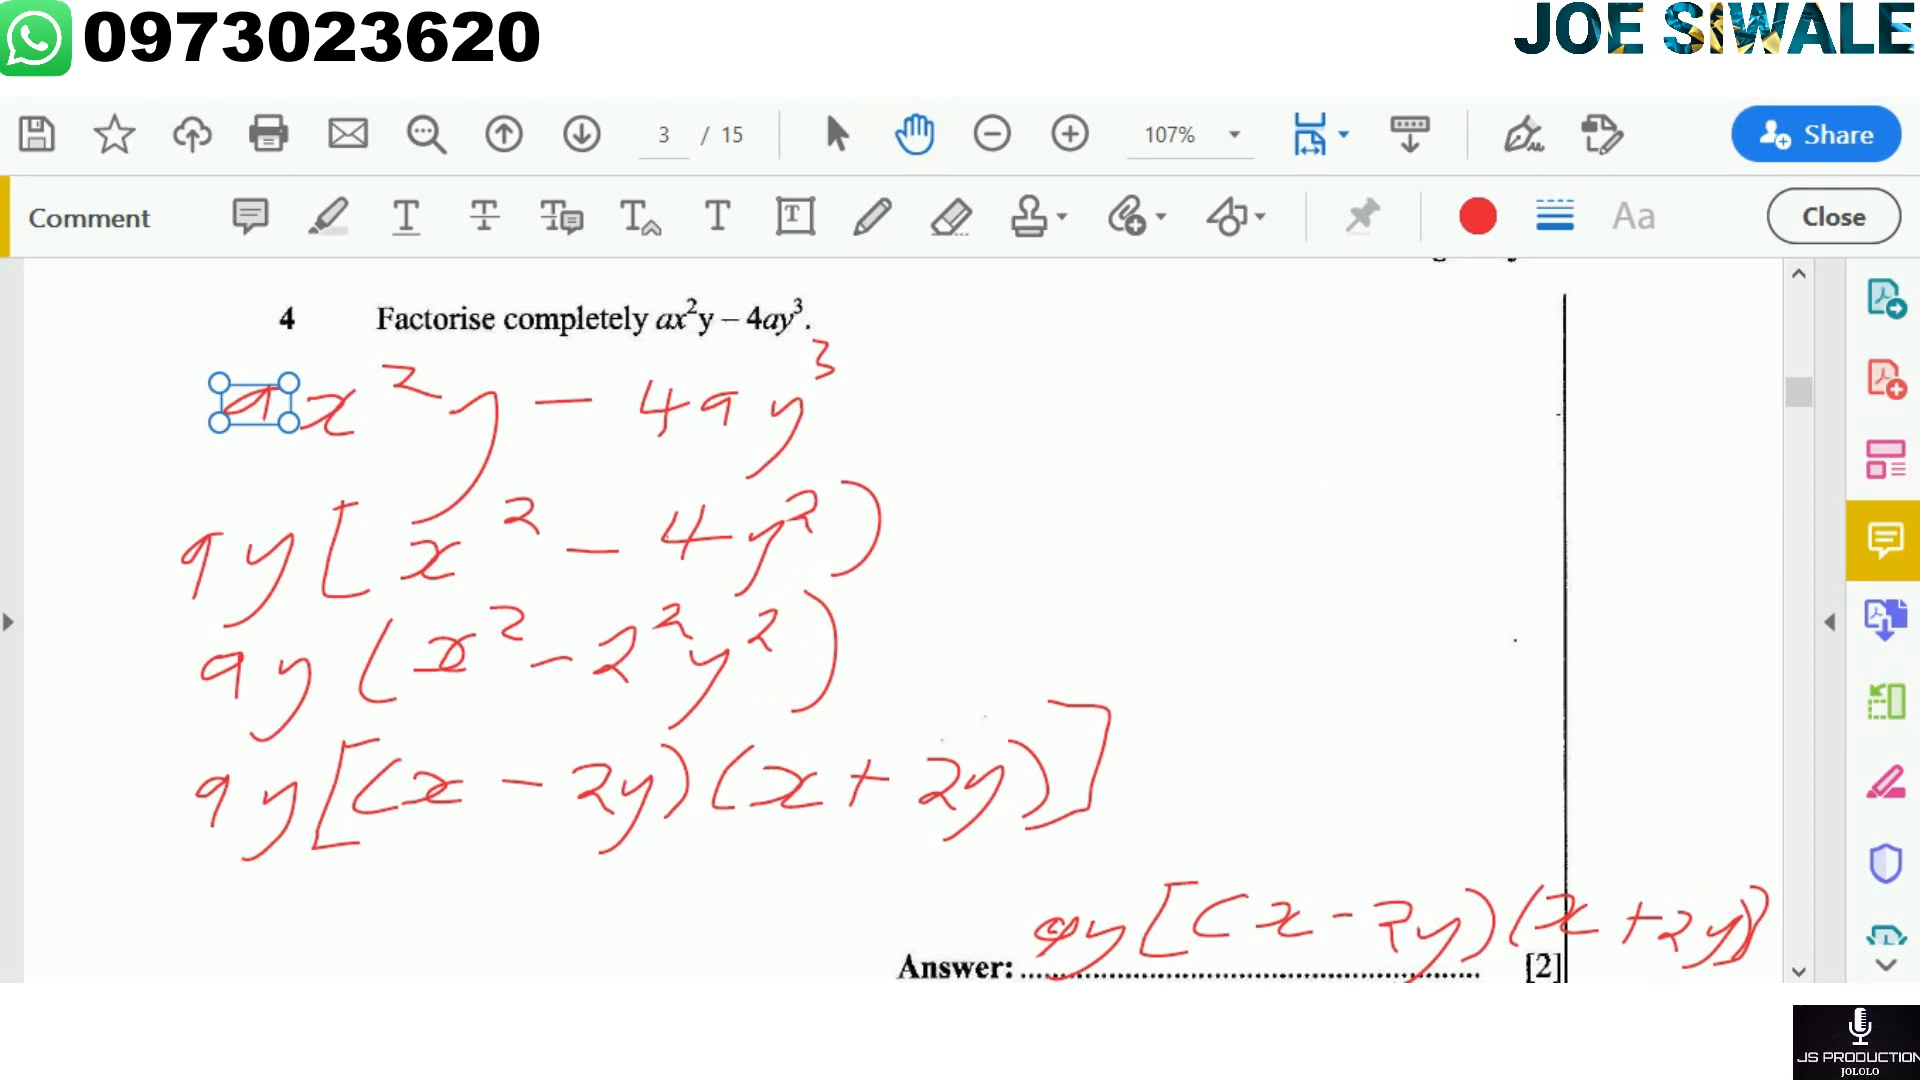 0973023620
JOE SIWALE
3 / 15
107%
Share
Comment
Aa
Close
4 Factorise completely ax²y – 4ay³.
ax²y – 4ay³
ay[x² – 4y²)
ay(x² – 2²y²)
ay[(x – 2y)(x + 2y)]
ay[(x – 2y)(x + 2y)]
Answer: ........................................ [2]
JS PRODUCTION
JOLOLO